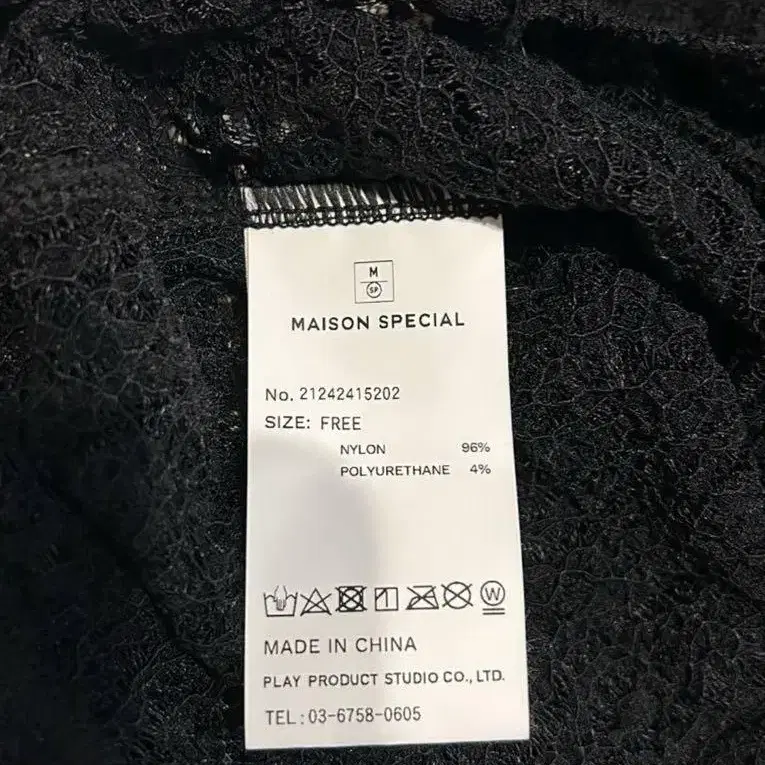 M
SP
MAISON SPECIAL
No. 21242415202
SIZE: FREE
NYLON 96%
POLYURETHANE 4%
W
MADE IN CHINA
PLAY PRODUCT STUDIO CO., LTD.
TEL : 03-6758-0605